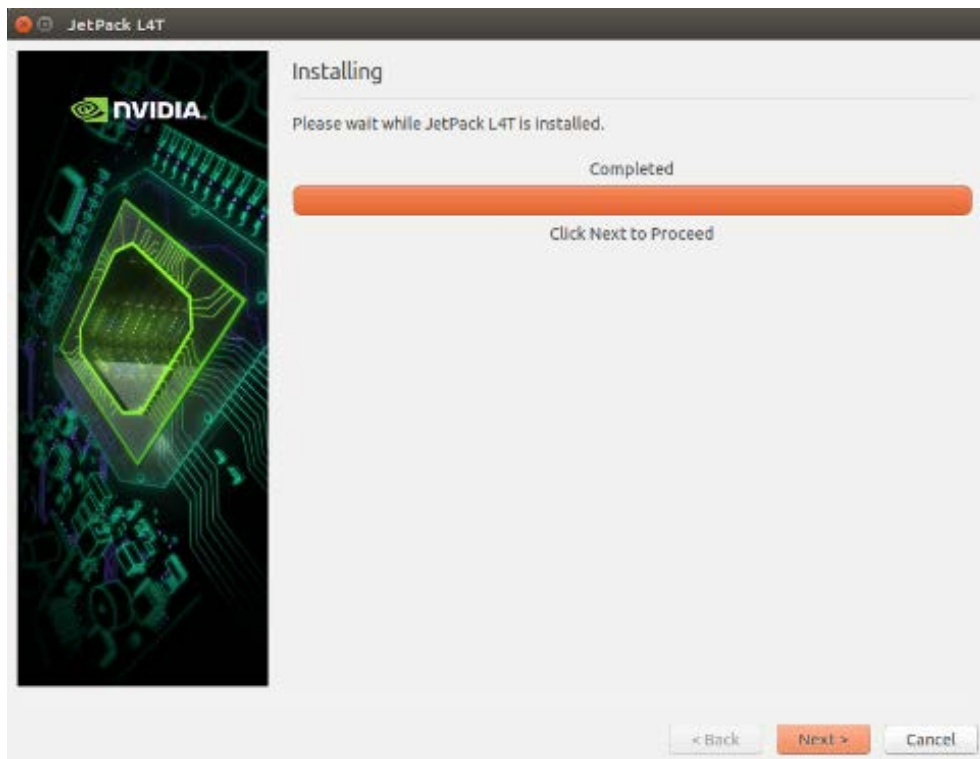 JetPack L4T
NVIDIA.
Installing
Please wait while JetPack L4T is installed.
Completed
Click Next to Proceed
< Back
Next >
Cancel